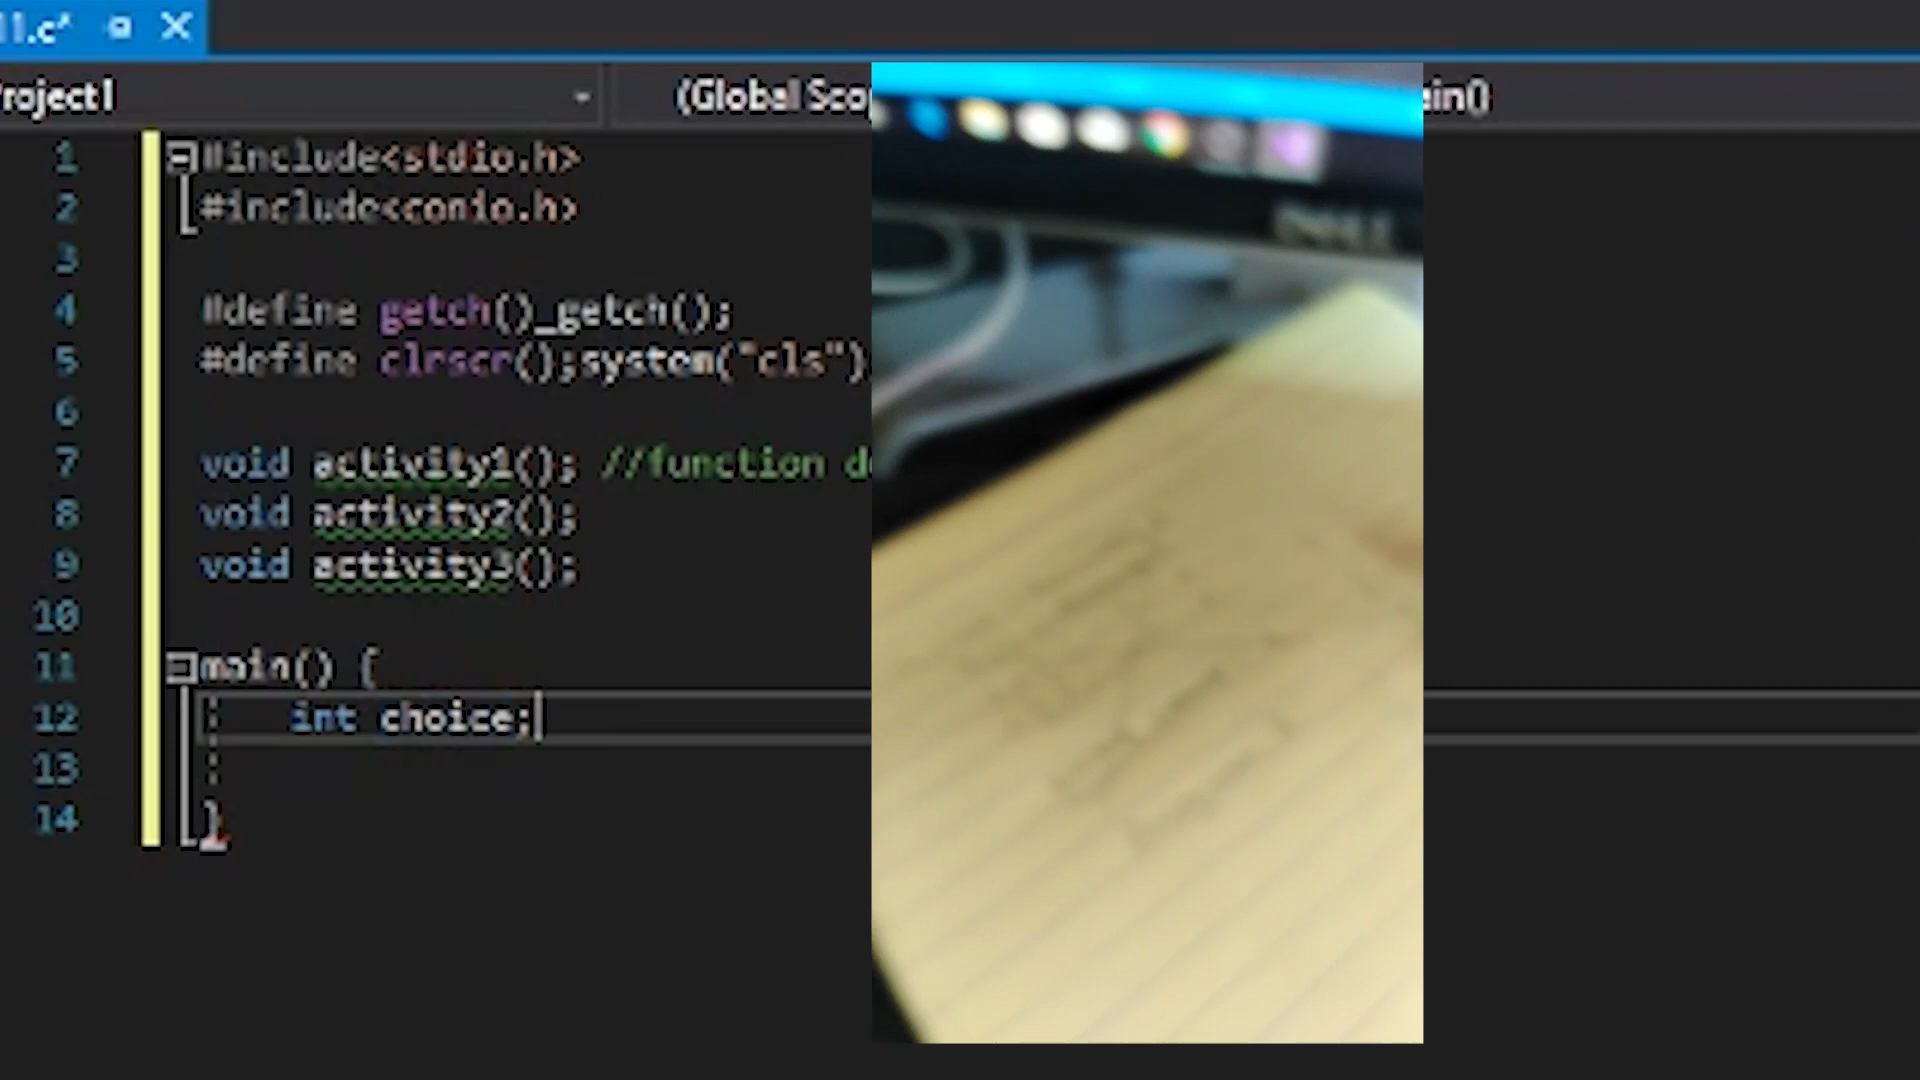 .c*
roject1
(Global Sco
ain()
1 #include<stdio.h>
2 #include<conio.h>
3
4 #define getch()_getch();
5 #define clrscr();system("cls")
6
7 void activity1(); //function d
8 void activity2();
9 void activity3();
10
11 main() {
12 int choice;
13
14 }
DELL